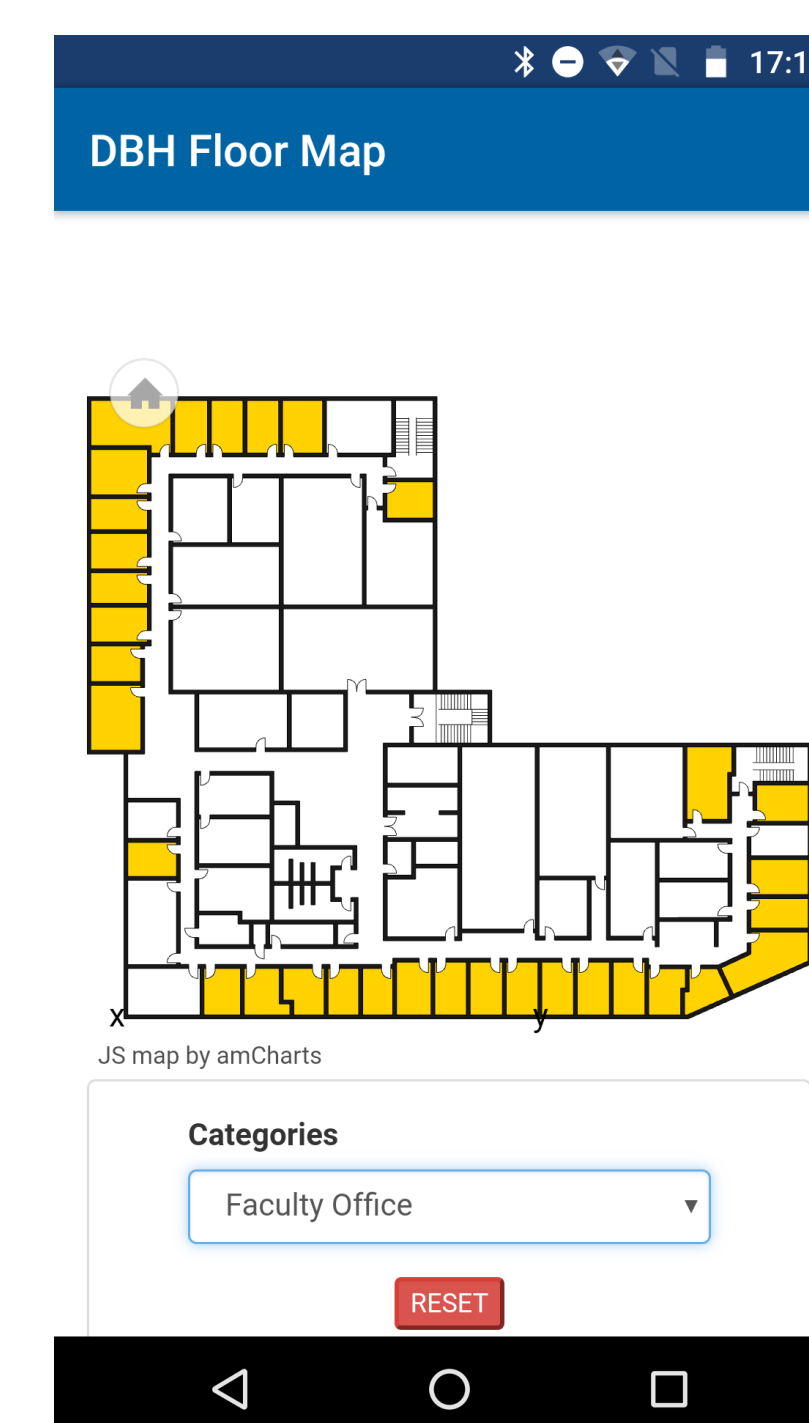 17:1
DBH Floor Map
x
y
JS map by amCharts
Categories
Faculty Office
RESET